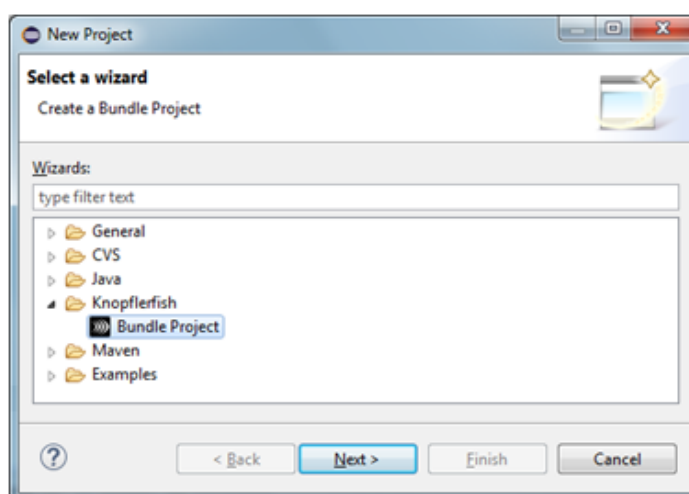 New Project
Select a wizard
Create a Bundle Project
Wizards:
type filter text
General
CVS
Java
Knopflerfish
Bundle Project
Maven
Examples
< Back Next > Finish Cancel